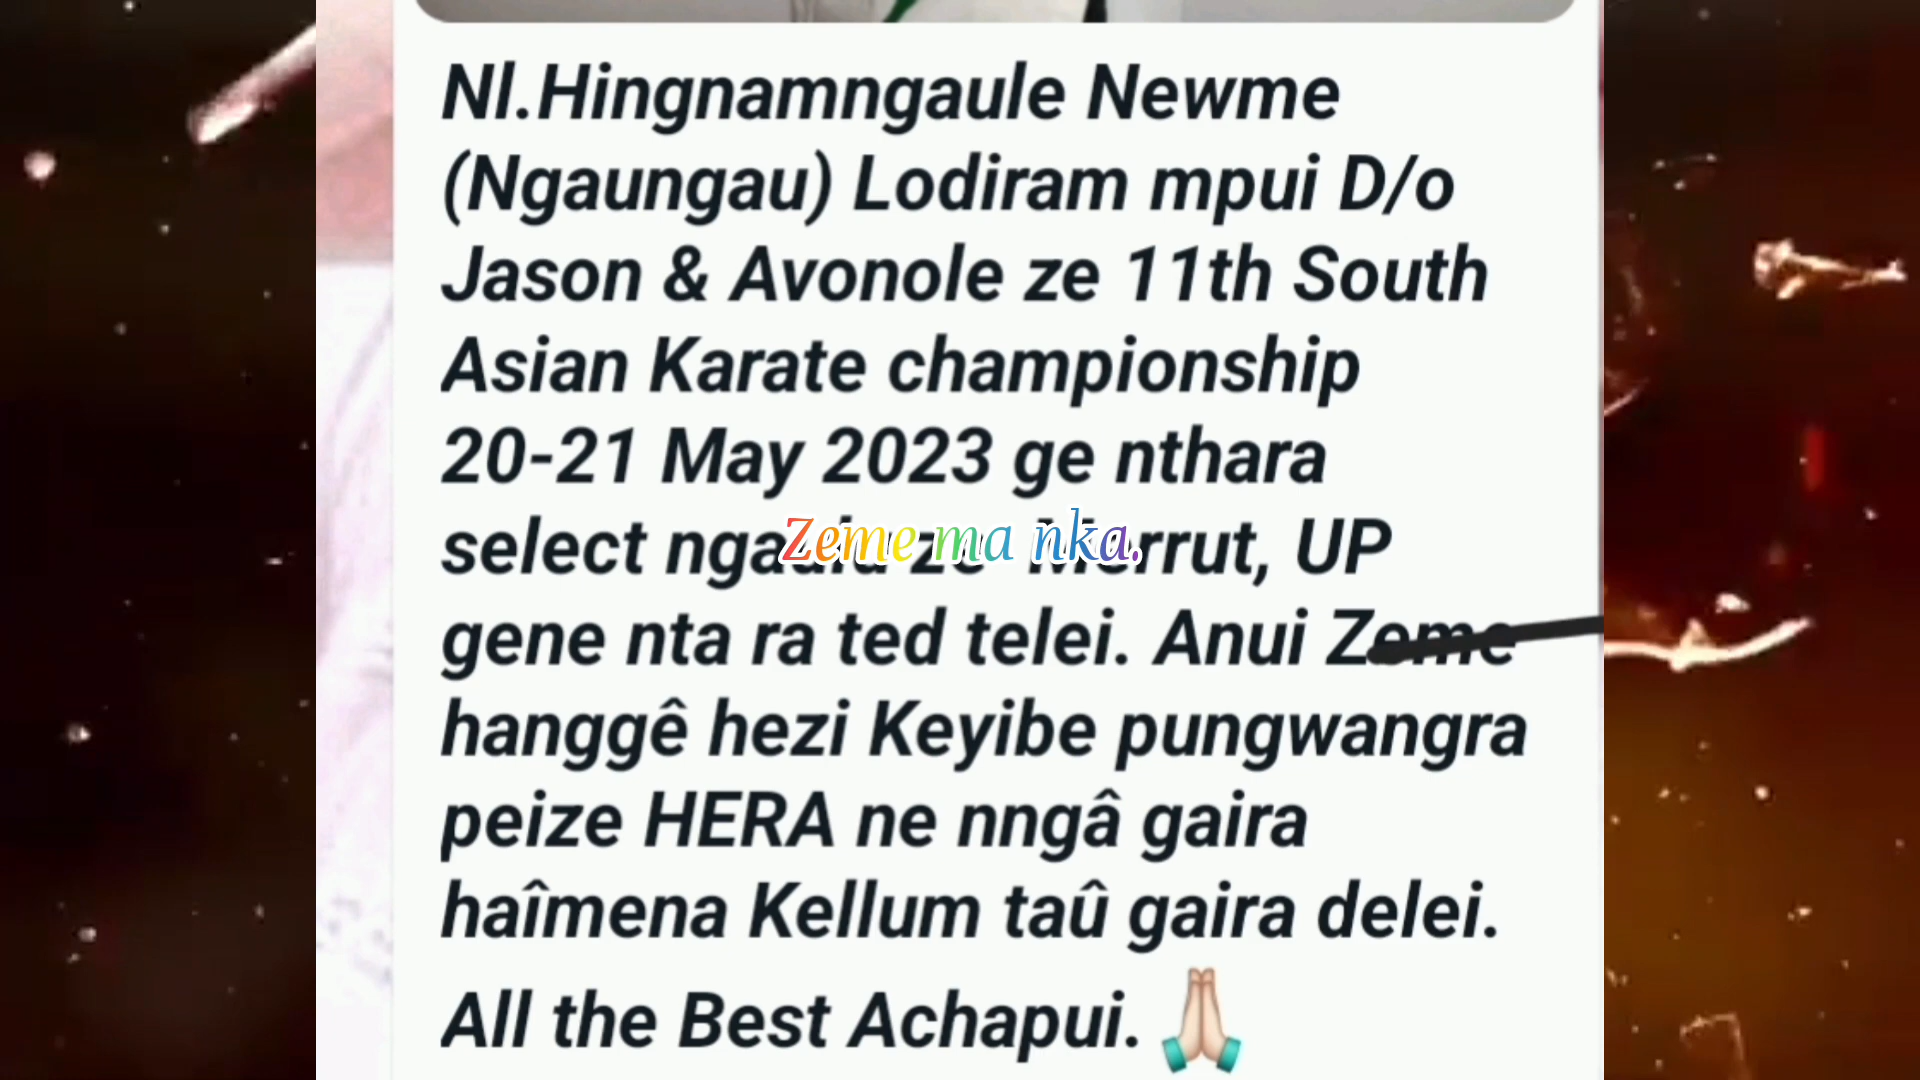 Nl.Hingnamngaule Newme
(Ngaungau) Lodiram mpui D/o
Jason & Avonole ze 11th South
Asian Karate championship
20-21 May 2023 ge nthara
select ze UP
Zeme ma nka.
gene nta ra ted telei. Anui Zeme
hanggê hezi Keyibe pungwangra
peize HERA ne nngâ gaira
haîmena Kellum taû gaira delei.
All the Best Achapui.🙏